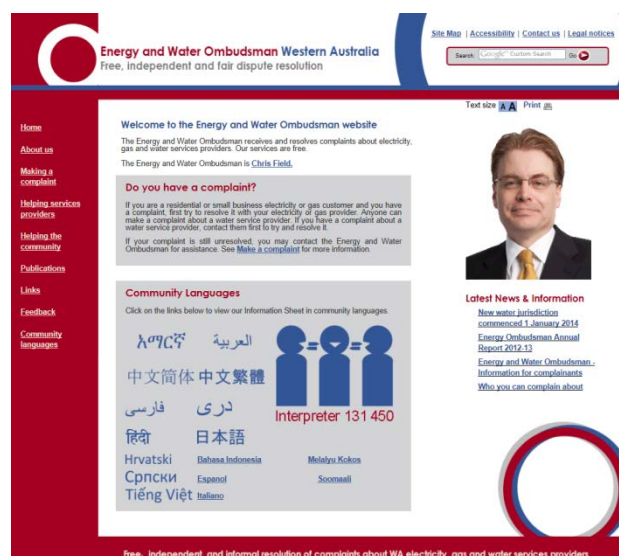 Site Map | Accessibility | Contact us | Legal notices
Energy and Water Ombudsman Western Australia
Free, independent and fair dispute resolution
Search Google™ Custom Search Go
Text size A A Print
Home
About us
Making a
complaint
Helping services
providers
Helping the
community
Publications
Links
Feedback
Community
languages
Welcome to the Energy and Water Ombudsman website
The Energy and Water Ombudsman receives and resolves complaints about electricity,
gas and water services providers. Our services are free.
The Energy and Water Ombudsman is Chris Field.
Do you have a complaint?
If you are a residential or small business electricity or gas customer and you have
a complaint, first try to resolve it with your electricity or gas provider. Anyone can
make a complaint about a water service provider. If you have a complaint about a
water service provider, contact them first to try and resolve it.
If your complaint is still unresolved, you may contact the Energy and Water
Ombudsman for assistance. See Make a complaint for more information.
Community Languages
Click on the links below to view our Information Sheet in community languages.
አማርኛ العربية
中文简体 中文繁體
فارسی دری
हिंदी 日本語
Interpreter 131 450
Hrvatski Bahasa Indonesia Melalyu Kokos
Српски Espanol Soomaali
Tiếng Việt Italiano
Latest News & Information
New water jurisdiction
commenced 1 January 2014
Energy Ombudsman Annual
Report 2012-13
Energy and Water Ombudsman -
Information for complainants
Who you can complain about
Free, independent, and informal resolution of complaints about WA electricity, gas and water services providers